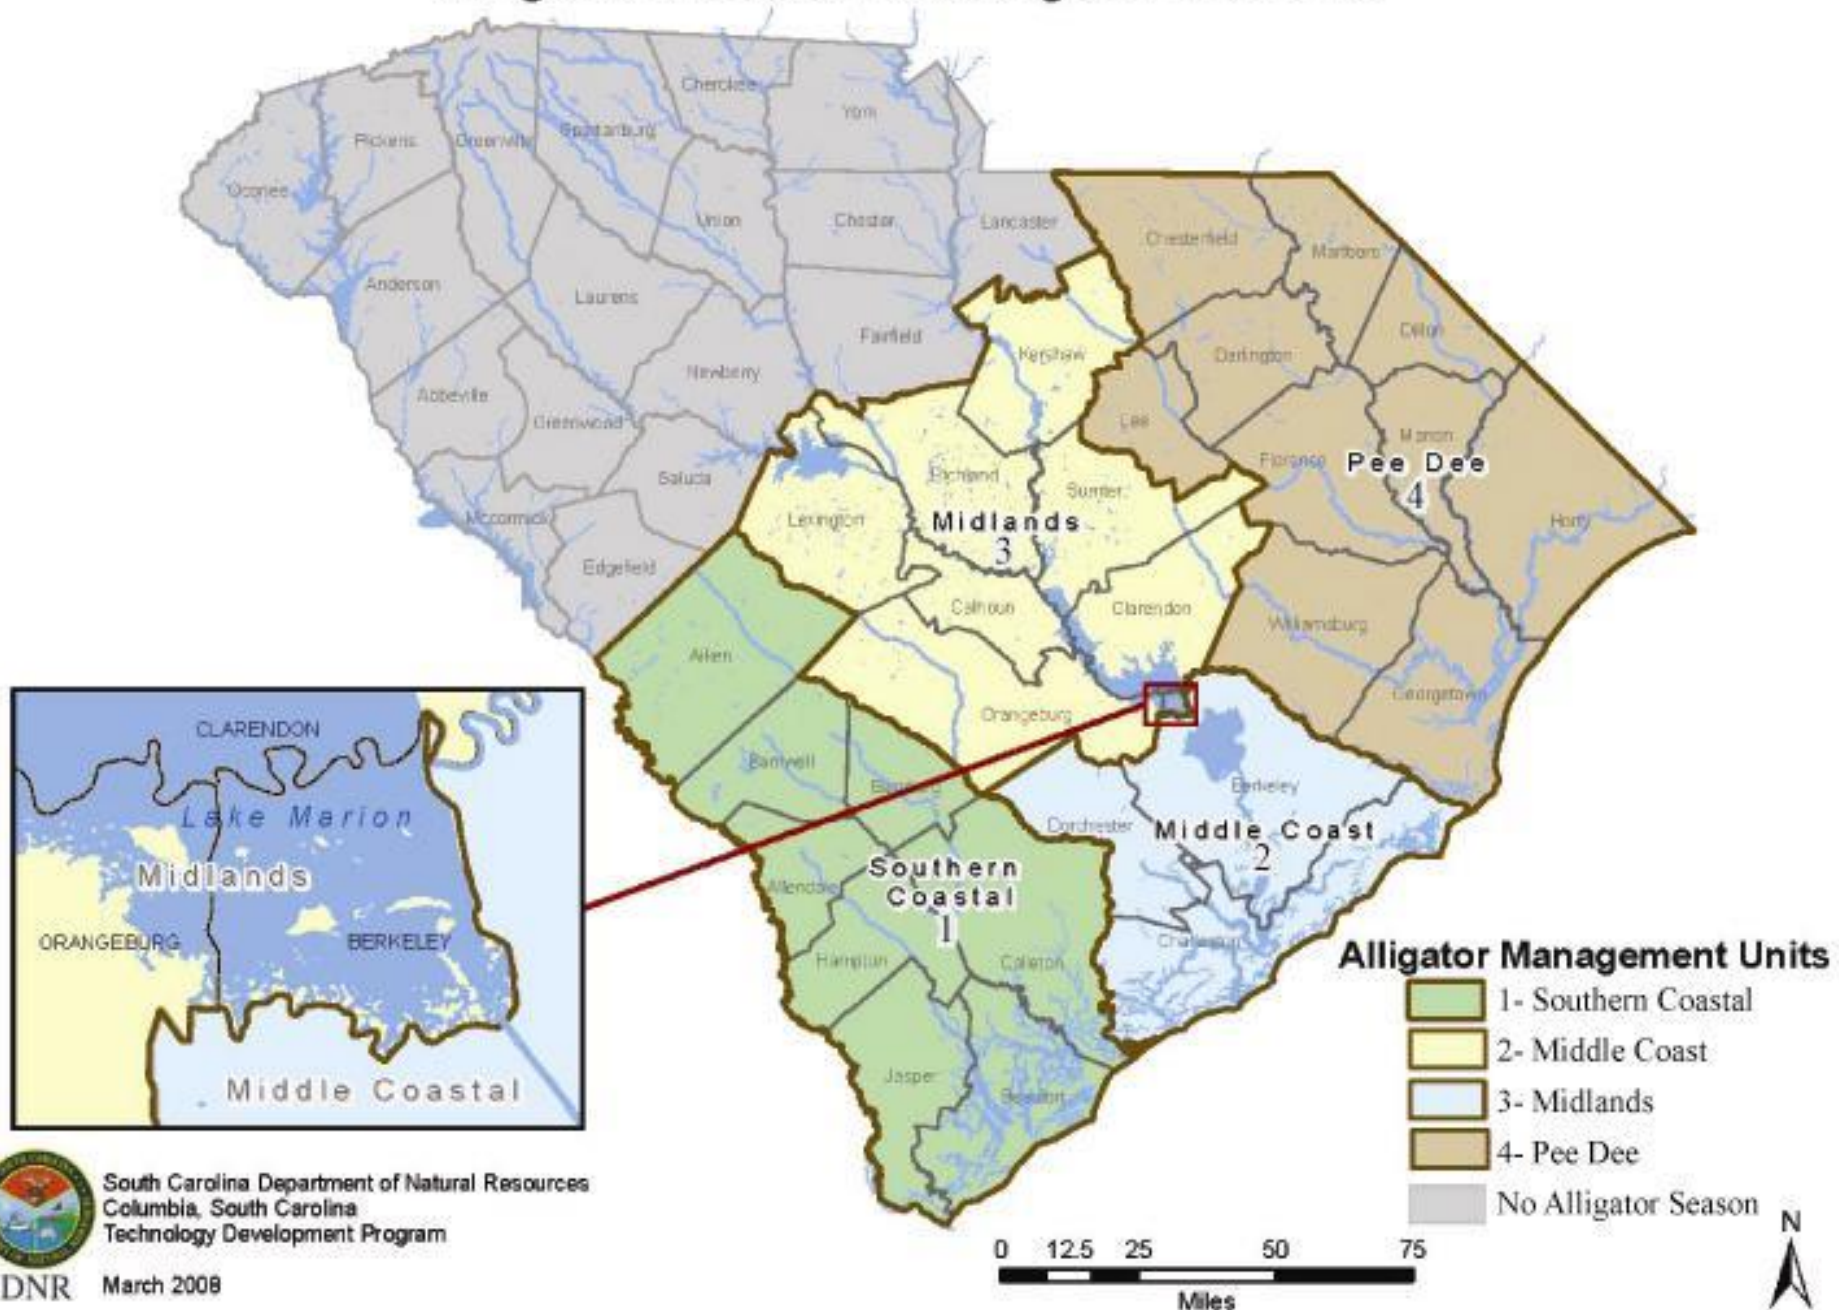 Cherokee
York
Pickens
Greenville
Spartanburg
Oconee
Union
Chester
Lancaster
Chesterfield
Marlboro
Anderson
Laurens
Fairfield
Kershaw
Darlington
Dillon
Newberry
Abbeville
Greenwood
Lee
Marion
Saluda
Richland
Sumter
Florence
Pee Dee
4
Mccormick
Lexington
Midlands
3
Horry
Edgefield
Calhoun
Clarendon
Williamsburg
Aiken
Orangeburg
Georgetown
Barnwell
Berkeley
Dorchester
Middle Coast
2
Southern
Coastal
1
Allendale
Hampton
Colleton
Charleston
Jasper
Beaufort
CLARENDON
Lake Marion
Midlands
ORANGEBURG
BERKELEY
Middle Coastal
Alligator Management Units
1- Southern Coastal
2- Middle Coast
3- Midlands
4- Pee Dee
No Alligator Season
N
South Carolina Department of Natural Resources
Columbia, South Carolina
Technology Development Program
DNR
March 2008
0 12.5 25 50 75
Miles